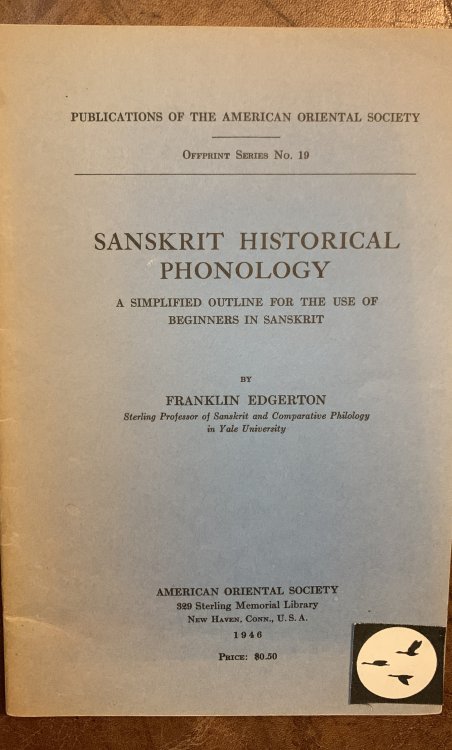 PUBLICATIONS OF THE AMERICAN ORIENTAL SOCIETY
OFFPRINT SERIES NO. 19
SANSKRIT HISTORICAL
PHONOLOGY
A SIMPLIFIED OUTLINE FOR THE USE OF
BEGINNERS IN SANSKRIT
BY
FRANKLIN EDGERTON
Sterling Professor of Sanskrit and Comparative Philology
in Yale University
AMERICAN ORIENTAL SOCIETY
329 Sterling Memorial Library
NEW HAVEN, CONN., U. S. A.
1946
PRICE: $0.50